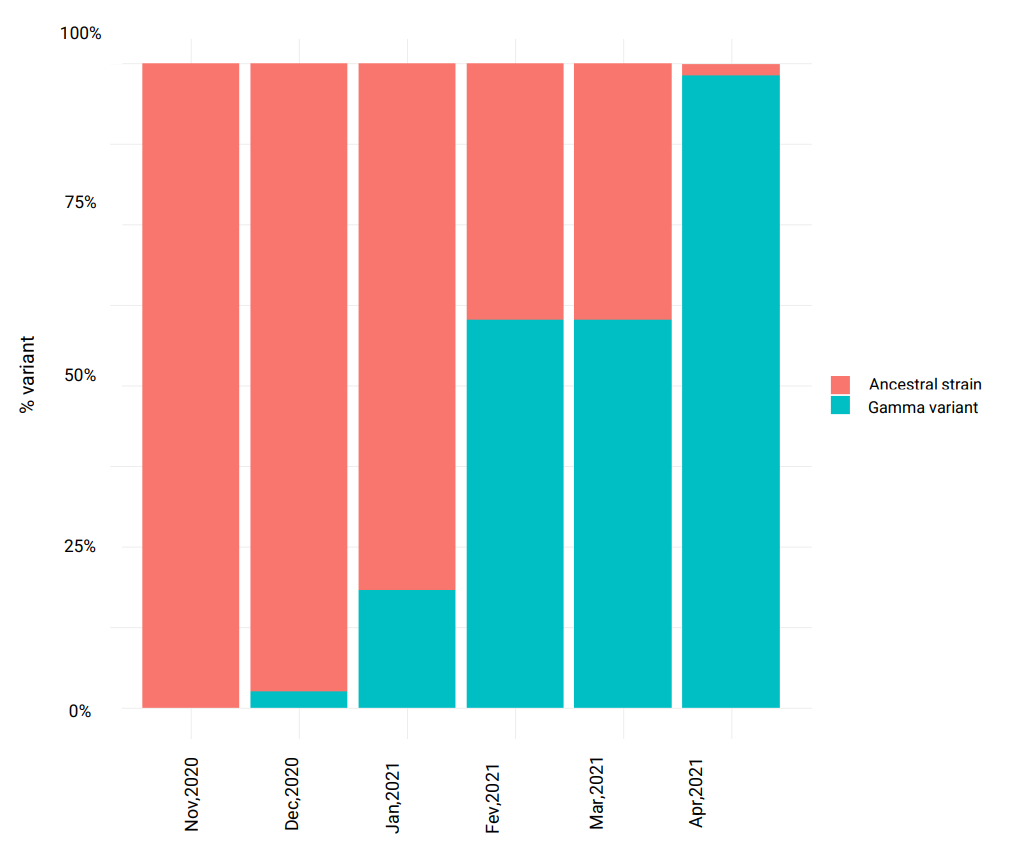 100%
75%
50%
25%
0%
% variant
Nov,2020
Dec,2020
Jan,2021
Fev,2021
Mar,2021
Apr,2021
Ancestral strain
Gamma variant